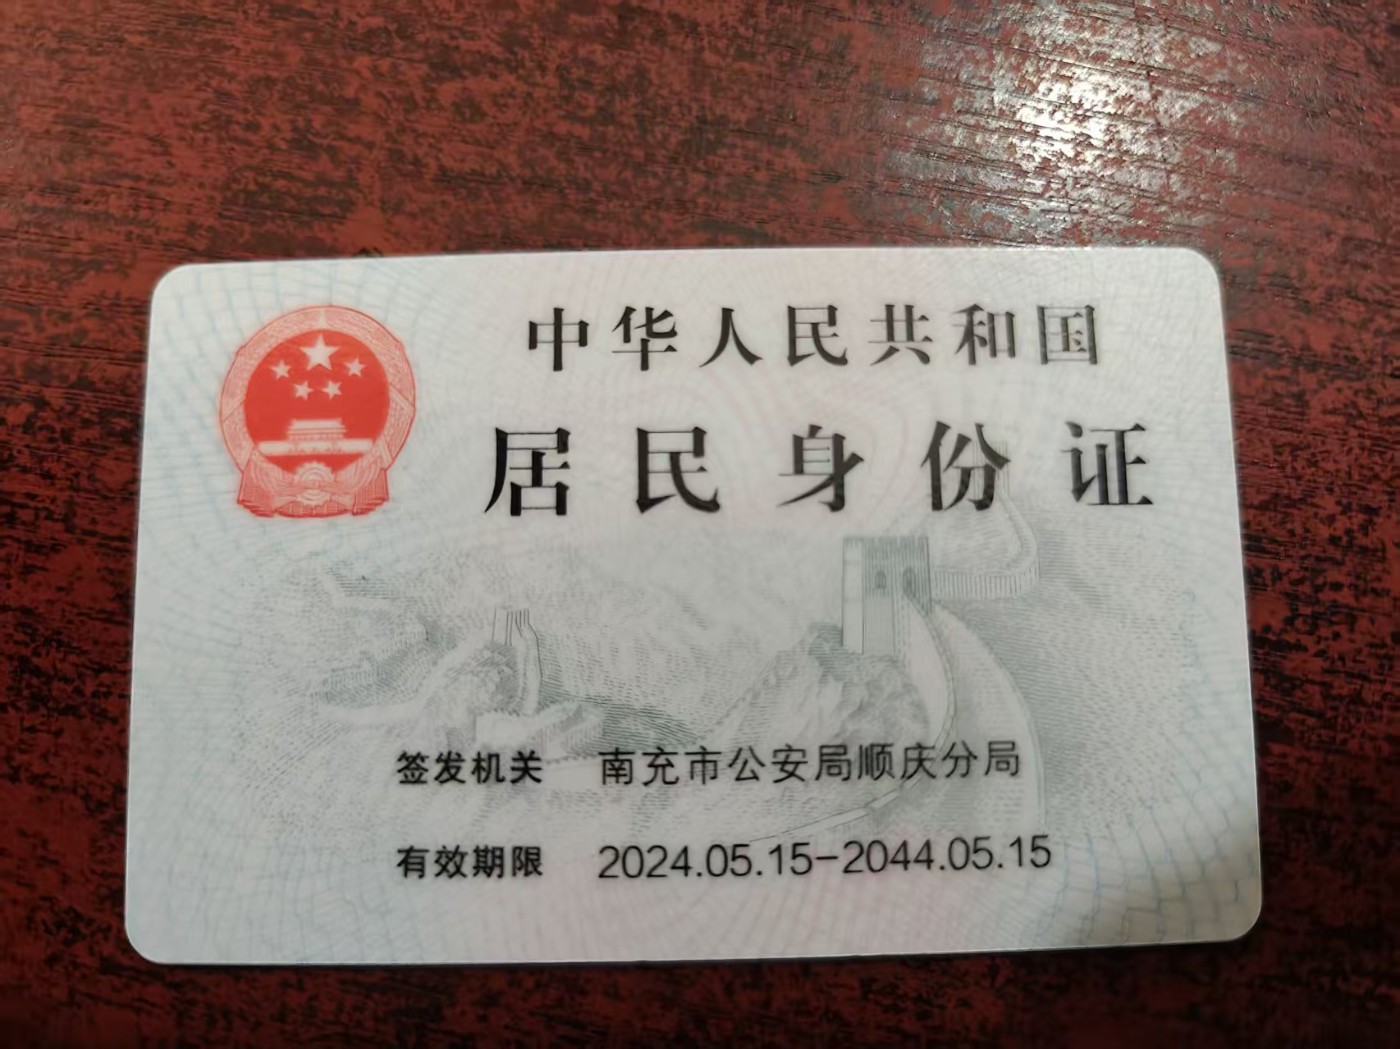 中华人民共和国
居民身份证
签发机关 南充市公安局顺庆分局
有效期限 2024.05.15-2044.05.15